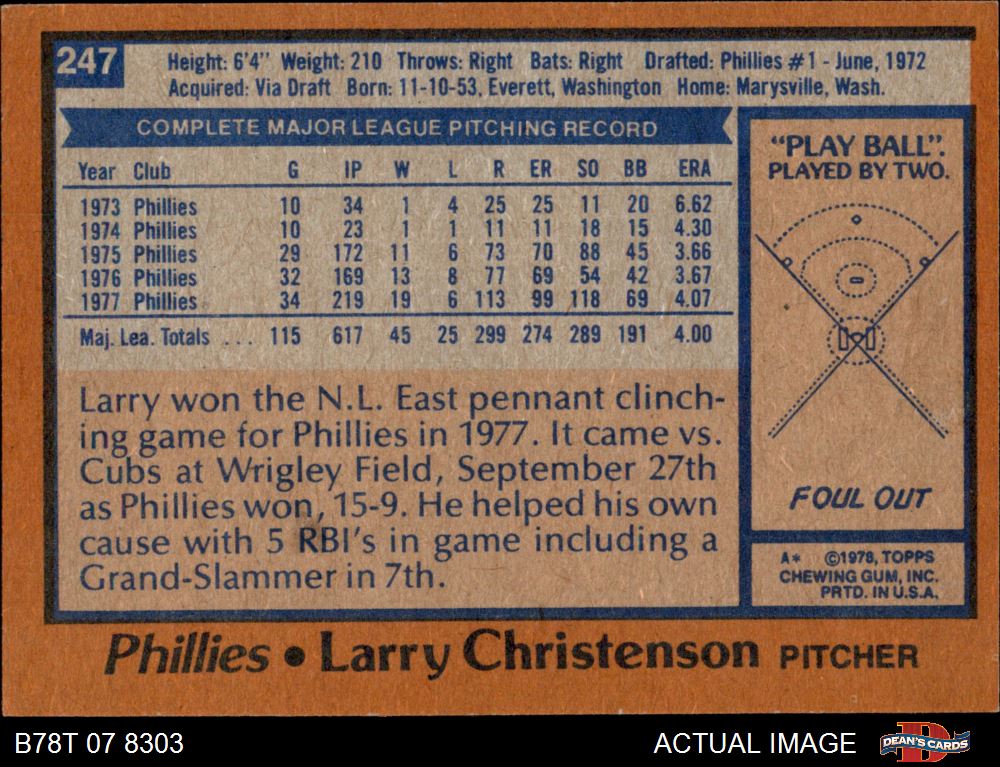 247
Height: 6'4" Weight: 210 Throws: Right Bats: Right Drafted: Phillies #1 - June, 1972
Acquired: Via Draft Born: 11-10-53, Everett, Washington Home: Marysville, Wash.
COMPLETE MAJOR LEAGUE PITCHING RECORD
Year Club G IP W L R ER SO BB ERA
1973 Phillies 10 34 1 4 25 25 11 20 6.62
1974 Phillies 10 23 1 1 11 11 18 15 4.30
1975 Phillies 29 172 11 6 73 70 88 45 3.66
1976 Phillies 32 169 13 8 77 69 54 42 3.67
1977 Phillies 34 219 19 6 113 99 118 69 4.07
Maj. Lea. Totals ... 115 617 45 25 299 274 289 191 4.00
Larry won the N.L. East pennant clinch-
ing game for Phillies in 1977. It came vs.
Cubs at Wrigley Field, September 27th
as Phillies won, 15-9. He helped his own
cause with 5 RBI's in game including a
Grand-Slammer in 7th.
"PLAY BALL".
PLAYED BY TWO.
FOUL OUT
A* ©1978, TOPPS
CHEWING GUM, INC.
PRTD. IN U.S.A.
Phillies • Larry Christenson PITCHER
B78T 07 8303
ACTUAL IMAGE
DEAN'S CARDS